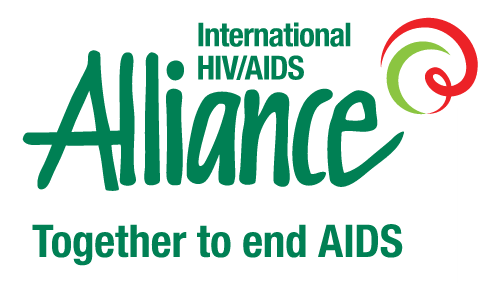 International
HIV/AIDS
Alliance
Together to end AIDS